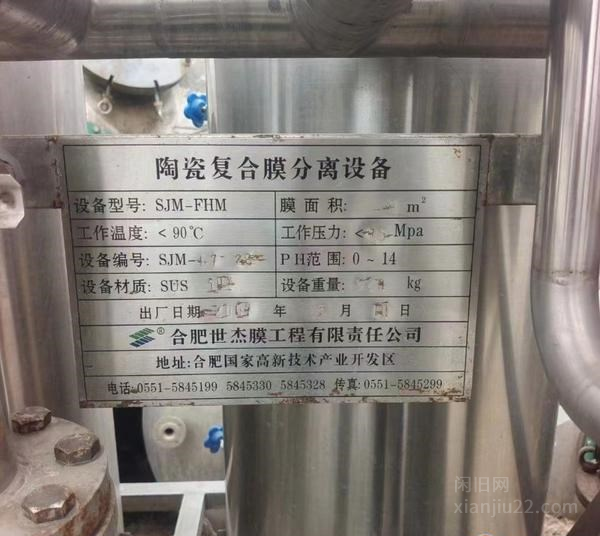 陶瓷复合膜分离设备
设备型号: SJM-FHM 膜 面 积: m²
工作温度: < 90℃ 工作压力: < Mpa
设备编号: SJM- PH范 围: 0 ~ 14
设备材质: SUS 设备重量: kg
出厂日期: 年 月 日
® 合肥世杰膜工程有限责任公司
地址: 合肥国家高新技术产业开发区
电话: 0551-5845199 5845330 5845328 传真: 0551-5845299
闲旧网
xianjiu22.com